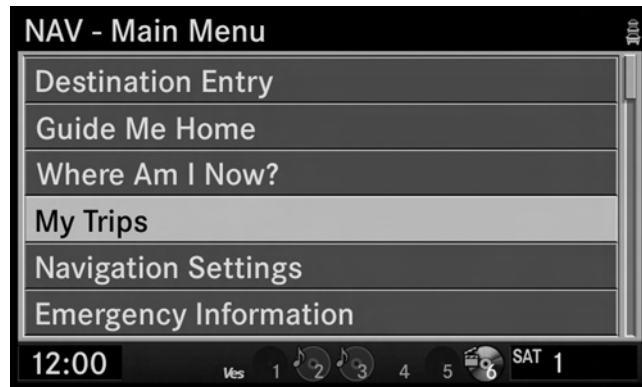 NAV - Main Menu
Destination Entry
Guide Me Home
Where Am I Now?
My Trips
Navigation Settings
Emergency Information
12:00 Ves 1 2 3 4 5 6 SAT 1